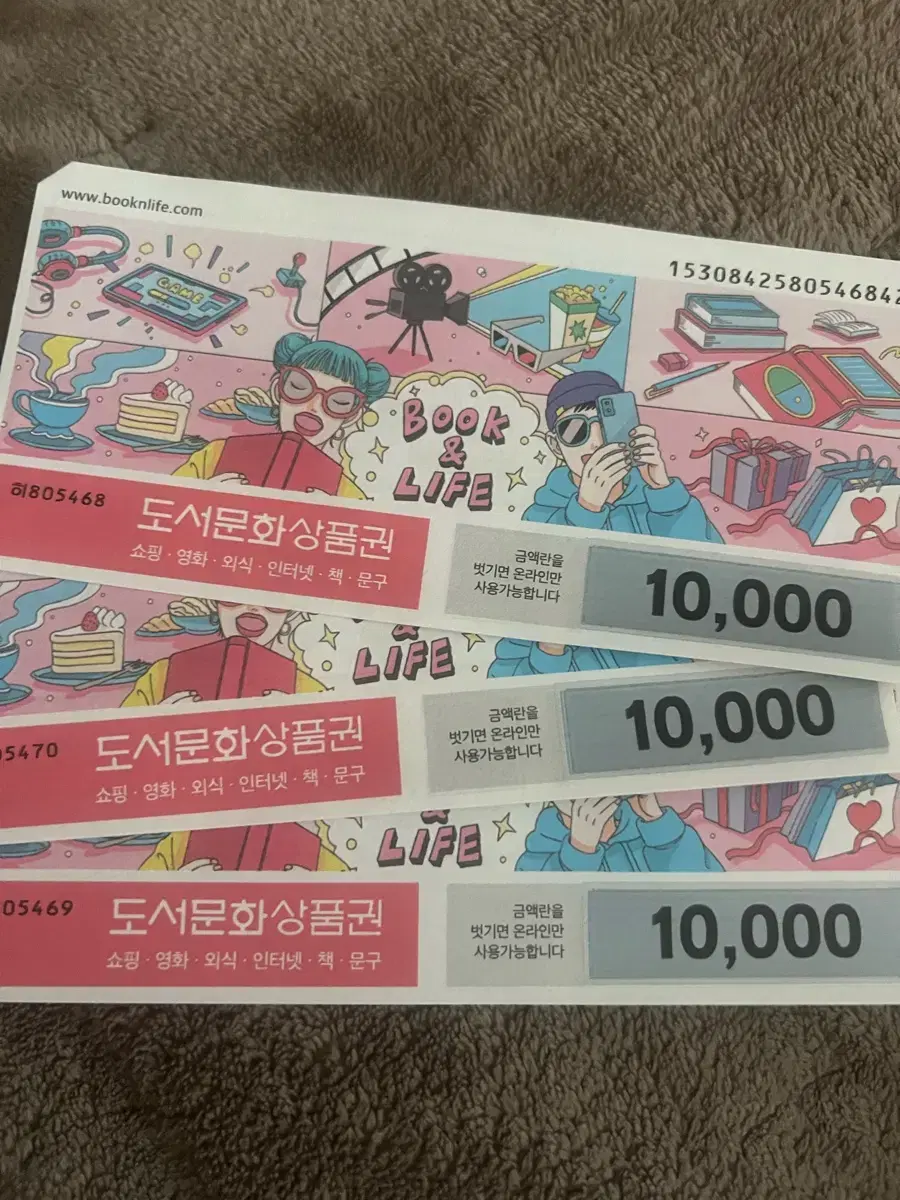 www.booknlife.com
153084258054684
GAME
BOOK
&
LIFE
히805468
도서문화상품권
쇼핑 · 영화 · 외식 · 인터넷 · 책 · 문구
금액란을
벗기면 온라인만
사용가능합니다
10,000
LIFE
05470
도서문화상품권
쇼핑 · 영화 · 외식 · 인터넷 · 책 · 문구
금액란을
벗기면 온라인만
사용가능합니다
10,000
LIFE
05469
도서문화상품권
쇼핑 · 영화 · 외식 · 인터넷 · 책 · 문구
금액란을
벗기면 온라인만
사용가능합니다
10,000